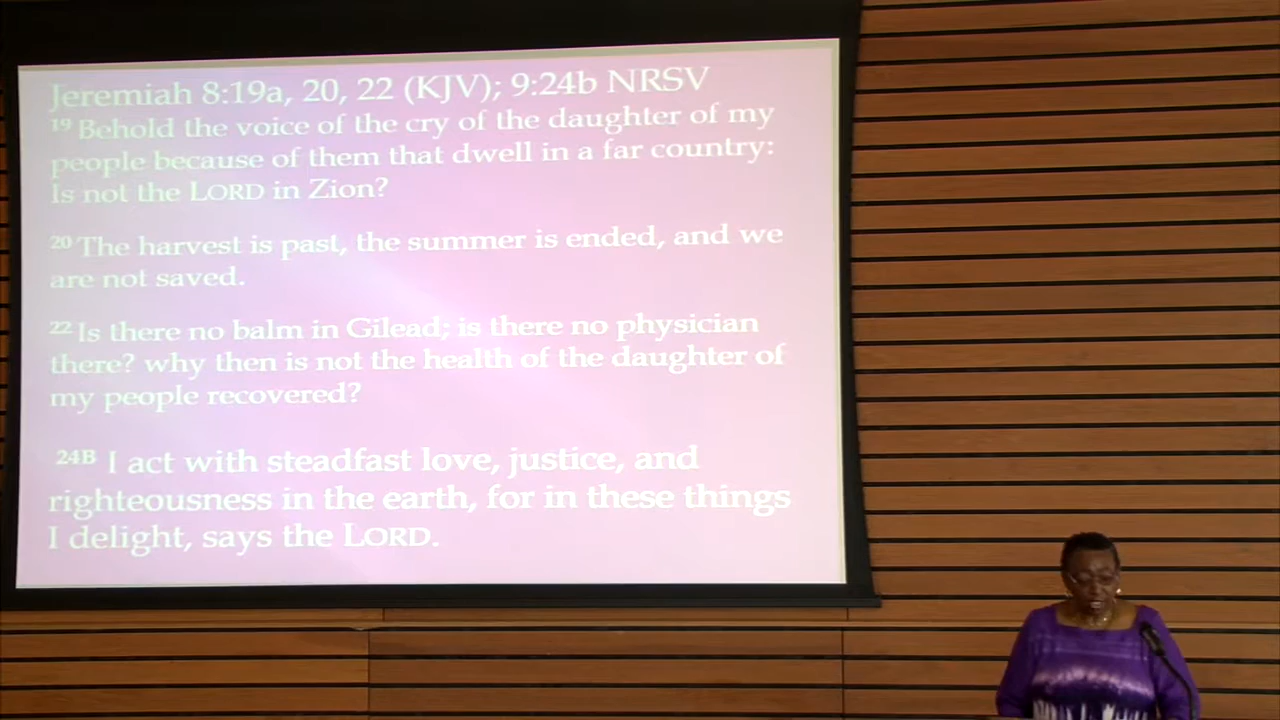 Jeremiah 8:19a, 20, 22 (KJV); 9:24b NRSV
19 Behold the voice of the cry of the daughter of my
people because of them that dwell in a far country:
Is not the LORD in Zion?
20 The harvest is past, the summer is ended, and we
are not saved.
22 Is there no balm in Gilead; is there no physician
there? why then is not the health of the daughter of
my people recovered?
24B I act with steadfast love, justice, and
righteousness in the earth, for in these things
I delight, says the LORD.